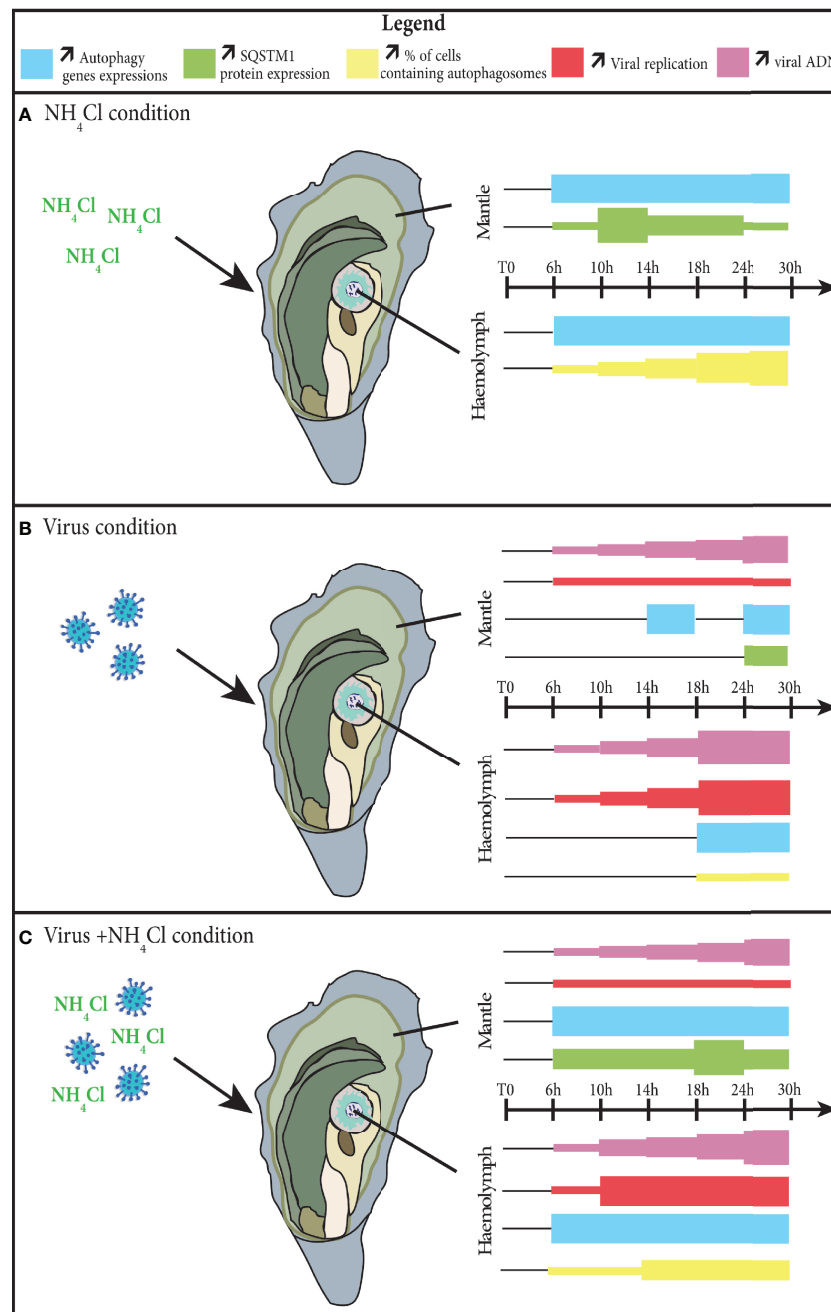 Legend
↗ Autophagy genes expressions
↗ SQSTM1 protein expression
↗ % of cells containing autophagosomes
↗ Viral replication
↗ viral ADN
A NH4Cl condition
NH4Cl
NH4Cl
NH4Cl
Mantle
T0 6h 10h 14h 18h 24h 30h
Haemolymph
B Virus condition
Mantle
T0 6h 10h 14h 18h 24h 30h
Haemolymph
C Virus +NH4Cl condition
NH4Cl
NH4Cl
NH4Cl
Mantle
T0 6h 10h 14h 18h 24h 30h
Haemolymph